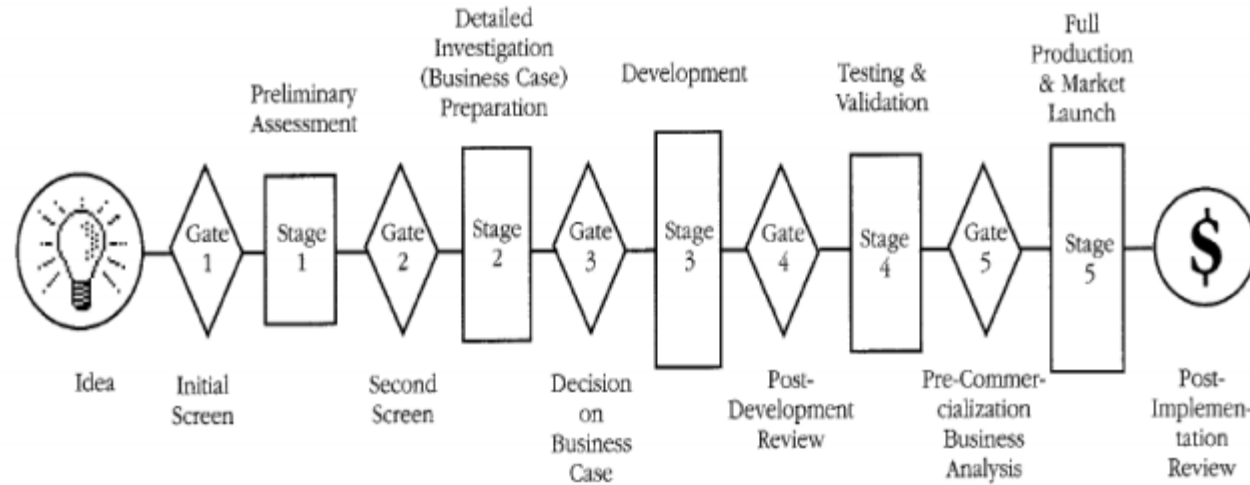 Preliminary
Assessment
Detailed
Investigation
(Business Case)
Preparation
Development
Testing &
Validation
Full
Production
& Market
Launch
Gate
1
Stage
1
Gate
2
Stage
2
Gate
3
Stage
3
Gate
4
Stage
4
Gate
5
Stage
5
$
Idea
Initial
Screen
Second
Screen
Decision
on
Business
Case
Post-
Development
Review
Pre-Commer-
cialization
Business
Analysis
Post-
Implemen-
tation
Review